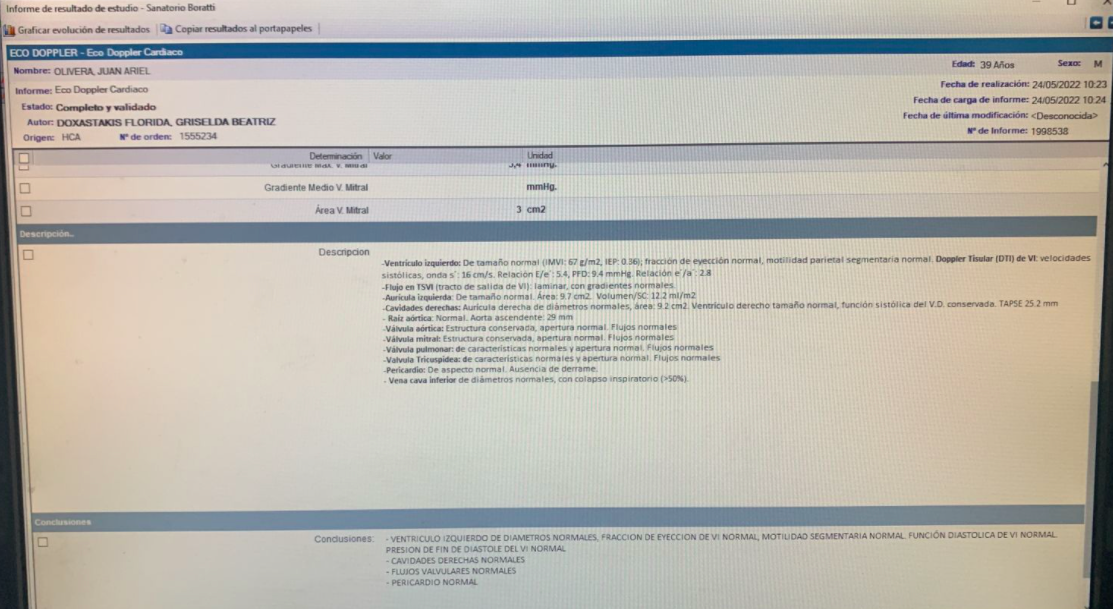 Informe de resultado de estudio - Sanatorio Boratti
Graficar evolución de resultados Copiar resultados al portapapeles
ECO DOPPLER - Eco Doppler Cardiaco
Nombre: OLIVERA, JUAN ARIEL Edad: 39 Años Sexo: M
Informe: Eco Doppler Cardiaco Fecha de realización: 24/05/2022 10:23
Estado: Completo y validado Fecha de carga de informe: 24/05/2022 10:24
Autor: DOXASTAKIS FLORIDA, GRISELDA BEATRIZ Fecha de última modificación: <Desconocida>
Origen: HCA Nº de orden: 1555234 Nº de Informe: 1998538
Determinación Valor Unidad
Gradiente Max. V. Mitral 3,4 mmHg.
Gradiente Medio V. Mitral mmHg.
Área V. Mitral 3 cm2
Descripción..
Descripcion
-Ventrículo izquierdo: De tamaño normal (IMVI: 67 g/m2, IEP: 0.36); fracción de eyección normal, motilidad parietal segmentaria normal. Doppler Tisular (DTI) de VI: velocidades
sistólicas, onda s´: 16 cm/s. Relación E/e´: 5.4, PFD: 9.4 mmHg. Relación e´/a´: 2.8
-Flujo en TSVI (tracto de salida de VI): laminar, con gradientes normales
-Aurícula izquierda: De tamaño normal. Área: 9.7 cm2. Volumen/SC: 12.2 ml/m2
-Cavidades derechas: Aurícula derecha de diámetros normales, área: 9.2 cm2. Ventrículo derecho tamaño normal, función sistólica del V.D. conservada. TAPSE 25.2 mm
- Raíz aórtica: Normal. Aorta ascendente: 29 mm
-Válvula aórtica: Estructura conservada, apertura normal. Flujos normales
-Válvula mitral: Estructura conservada, apertura normal. Flujos normales
-Válvula pulmonar: de características normales y apertura normal. Flujos normales
-Valvula Tricuspídea: de características normales y apertura normal. Flujos normales
-Pericardio: De aspecto normal. Ausencia de derrame.
- Vena cava inferior de diámetros normales, con colapso inspiratorio (>50%).
Conclusiones
Conclusiones: - VENTRICULO IZQUIERDO DE DIAMETROS NORMALES, FRACCION DE EYECCION DE VI NORMAL, MOTILIDAD SEGMENTARIA NORMAL, FUNCIÓN DIASTOLICA DE VI NORMAL.
PRESION DE FIN DE DIASTOLE DEL VI NORMAL
- CAVIDADES DERECHAS NORMALES
- FLUJOS VALVULARES NORMALES
- PERICARDIO NORMAL